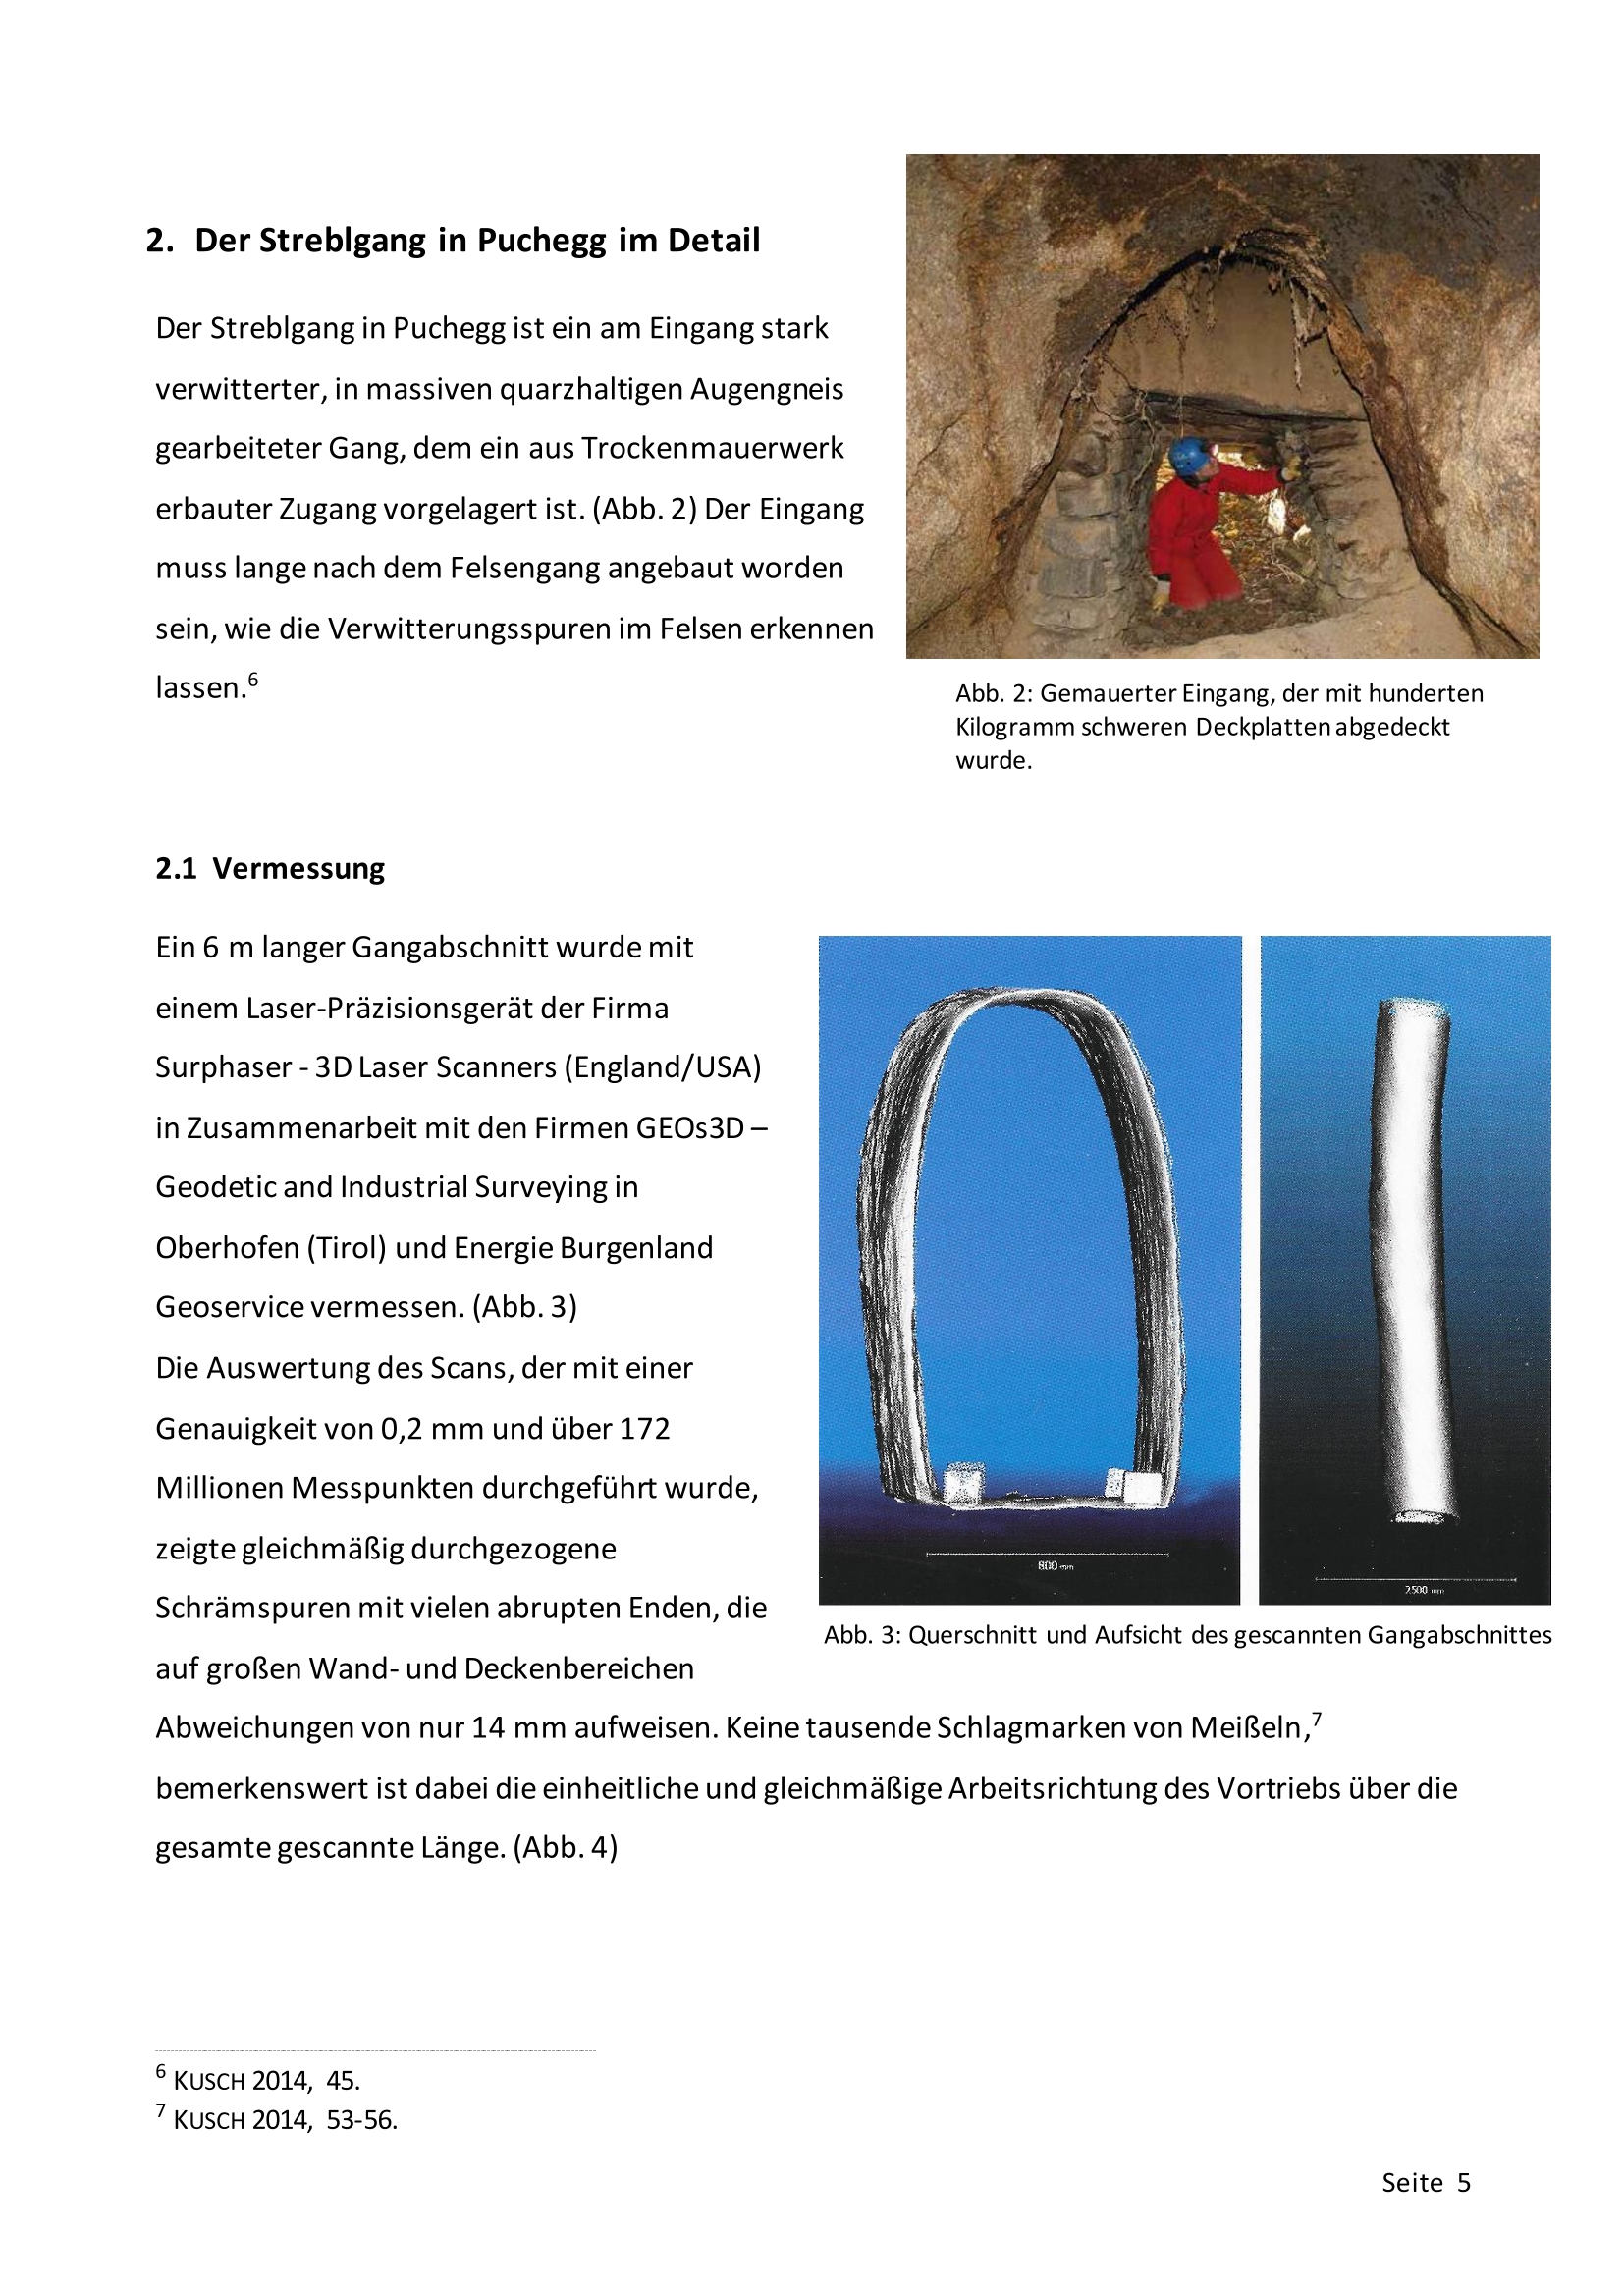 2. Der Streblgang in Puchegg im Detail
Der Streblgang in Puchegg ist ein am Eingang stark
verwitterter, in massiven quarzhaltigen Augengneis
gearbeiteter Gang, dem ein aus Trockenmauerwerk
erbauter Zugang vorgelagert ist. (Abb. 2) Der Eingang
muss lange nach dem Felsengang angebaut worden
sein, wie die Verwitterungsspuren im Felsen erkennen
lassen.6
Abb. 2: Gemauerter Eingang, der mit hunderten
Kilogramm schweren Deckplatten abgedeckt
wurde.
2.1 Vermessung
Ein 6 m langer Gangabschnitt wurde mit
einem Laser-Präzisionsgerät der Firma
Surphaser - 3D Laser Scanners (England/USA)
in Zusammenarbeit mit den Firmen GEOs3D –
Geodetic and Industrial Surveying in
Oberhofen (Tirol) und Energie Burgenland
Geoservice vermessen. (Abb. 3)
Die Auswertung des Scans, der mit einer
Genauigkeit von 0,2 mm und über 172
Millionen Messpunkten durchgeführt wurde,
zeigte gleichmäßig durchgezogene
Schrämspuren mit vielen abrupten Enden, die
auf großen Wand- und Deckenbereichen
800 mm
2500 mm
Abb. 3: Querschnitt und Aufsicht des gescannten Gangabschnittes
Abweichungen von nur 14 mm aufweisen. Keine tausende Schlagmarken von Meißeln,7
bemerkenswert ist dabei die einheitliche und gleichmäßige Arbeitsrichtung des Vortriebs über die
gesamte gescannte Länge. (Abb. 4)
6 KUSCH 2014, 45.
7 KUSCH 2014, 53-56.
Seite 5